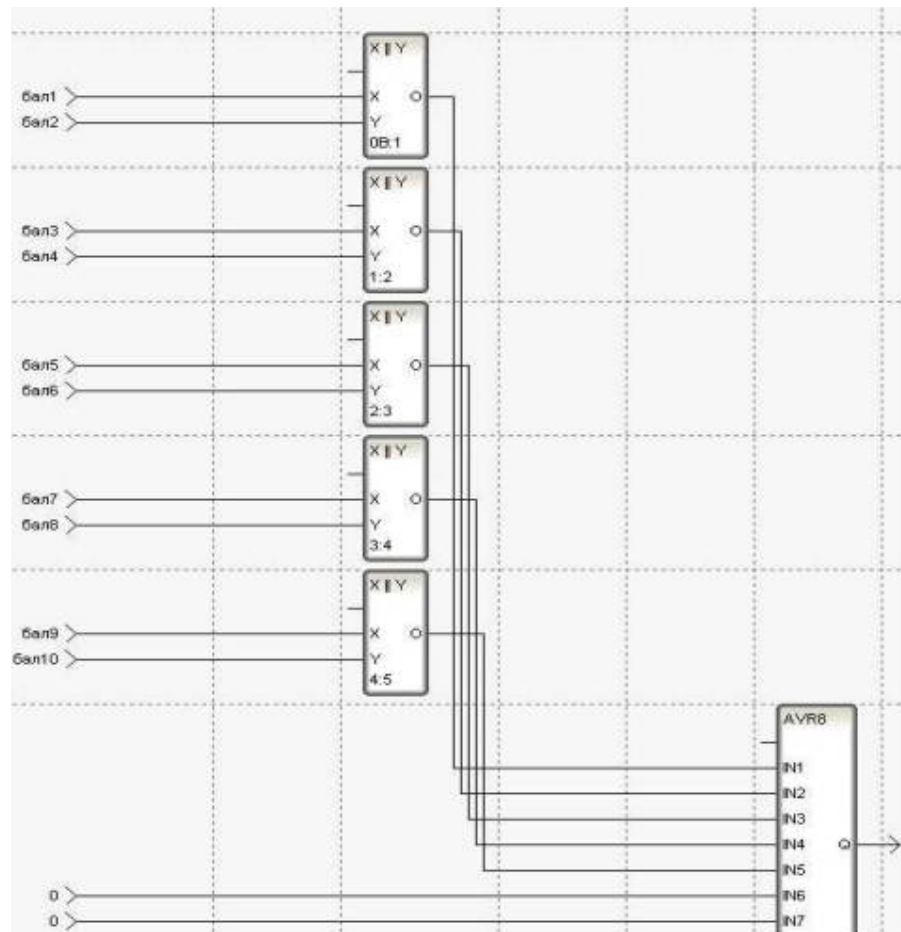 X || Y
бал1
X
O
бал2
Y
0B:1
X || Y
бал3
X
O
бал4
Y
1:2
X || Y
бал5
X
O
бал6
Y
2:3
X || Y
бал7
X
O
бал8
Y
3:4
X || Y
бал9
X
O
бал10
Y
4:5
AVR8
IN1
IN2
IN3
IN4
Q
IN5
0
IN6
0
IN7